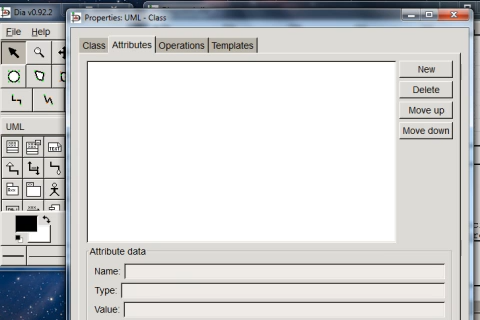 Dia v0.92.2
Properties: UML - Class
File Help
Class Attributes Operations Templates
New
Delete
Move up
Move down
UML
Attribute data
Name:
Type:
Value: